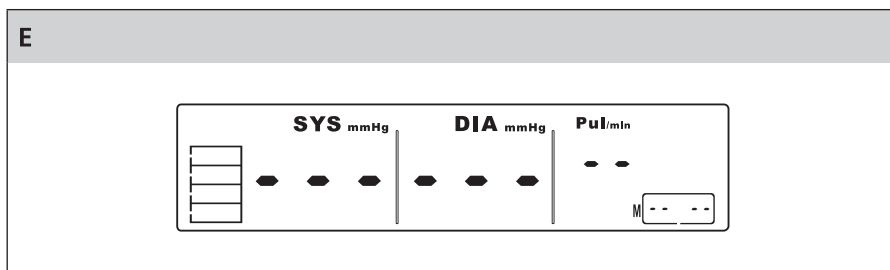 E
SYS mmHg DIA mmHg Pul/min
--- --- --
M -- --